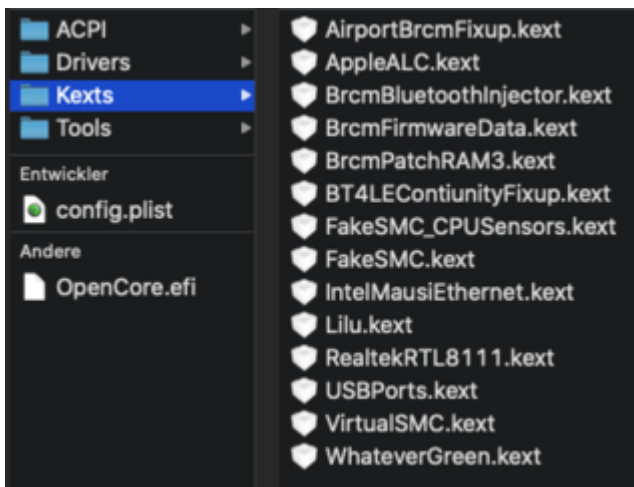 ACPI
Drivers
Kexts
Tools
Entwickler
config.plist
Andere
OpenCore.efi
AirportBrcmFixup.kext
AppleALC.kext
BrcmBluetoothInjector.kext
BrcmFirmwareData.kext
BrcmPatchRAM3.kext
BT4LEContiunityFixup.kext
FakeSMC_CPUSensors.kext
FakeSMC.kext
IntelMausiEthernet.kext
Lilu.kext
RealtekRTL8111.kext
USBPorts.kext
VirtualSMC.kext
WhateverGreen.kext